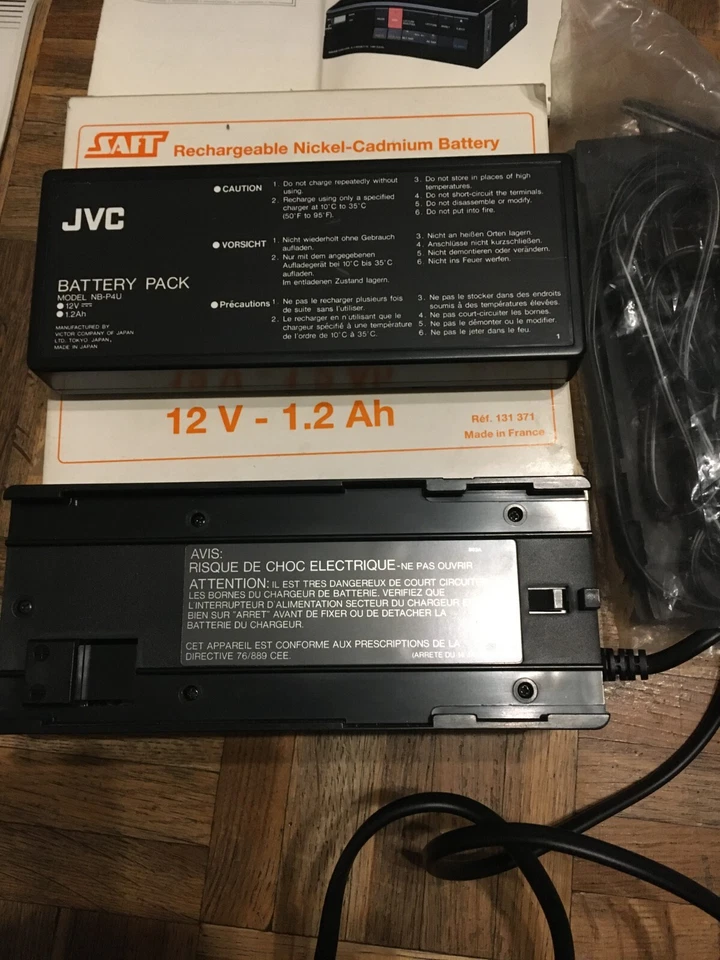 SAFT Rechargeable Nickel-Cadmium Battery
JVC
BATTERY PACK
MODEL NB-P4U
● 12V
● 1.2Ah
MANUFACTURED BY
VICTOR COMPANY OF JAPAN
LTD. TOKYO JAPAN,
MADE IN JAPAN
● CAUTION
1. Do not charge repeatedly without
using.
2. Recharge using only a specified
charger at 10°C to 35°C
(50°F to 95°F).
3. Do not store in places of high
temperatures.
4. Do not short-circuit the terminals.
5. Do not disassemble or modify.
6. Do not put into fire.
● VORSICHT
1. Nicht wiederholt ohne Gebrauch
aufladen.
2. Nur mit dem angegebenen
Aufladegerät bei 10°C bis 35°C
aufladen.
Im entladenen Zustand lagern.
3. Nicht an heißen Orten lagern.
4. Anschlüsse nicht kurzschließen.
5. Nicht demontieren oder verändern.
6. Nicht ins Feuer werfen.
● Précautions
1. Ne pas le recharger plusieurs fois
de suite sans l'utiliser.
2. Le recharger en n'utilisant que le
chargeur spécifié à une température
de l'ordre de 10°C à 35°C.
3. Ne pas le stocker dans des endroits
soumis à des températures élevées.
4. Ne pas court-circuiter les bornes.
5. Ne pas le démonter ou le modifier.
6. Ne pas le jeter dans le feu.
1
12 V - 1.2 Ah
Réf. 131 371
Made in France
AVIS:
RISQUE DE CHOC ELECTRIQUE-NE PAS OUVRIR
ATTENTION: IL EST TRES DANGEREUX DE COURT CIRCUITE
LES BORNES DU CHARGEUR DE BATTERIE. VERIFIEZ QUE
L'INTERRUPTEUR D'ALIMENTATION SECTEUR DU CHARGEUR
BIEN SUR "ARRET" AVANT DE FIXER OU DE DETACHER LA
BATTERIE DU CHARGEUR.
CET APPAREIL EST CONFORME AUX PRESCRIPTIONS DE LA
DIRECTIVE 76/889 CEE.
(ARRETE DU